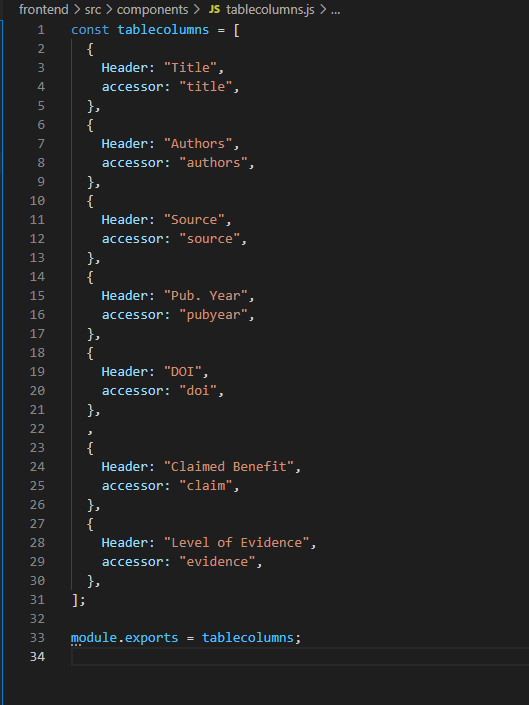 frontend > src > components > JS tablecolumns.js > ...
1 const tablecolumns = [
2   {
3     Header: "Title",
4     accessor: "title",
5   },
6   {
7     Header: "Authors",
8     accessor: "authors",
9   },
10   {
11     Header: "Source",
12     accessor: "source",
13   },
14   {
15     Header: "Pub. Year",
16     accessor: "pubyear",
17   },
18   {
19     Header: "DOI",
20     accessor: "doi",
21   },
22   ,
23   {
24     Header: "Claimed Benefit",
25     accessor: "claim",
26   },
27   {
28     Header: "Level of Evidence",
29     accessor: "evidence",
30   },
31 ];
32
33 module.exports = tablecolumns;
34